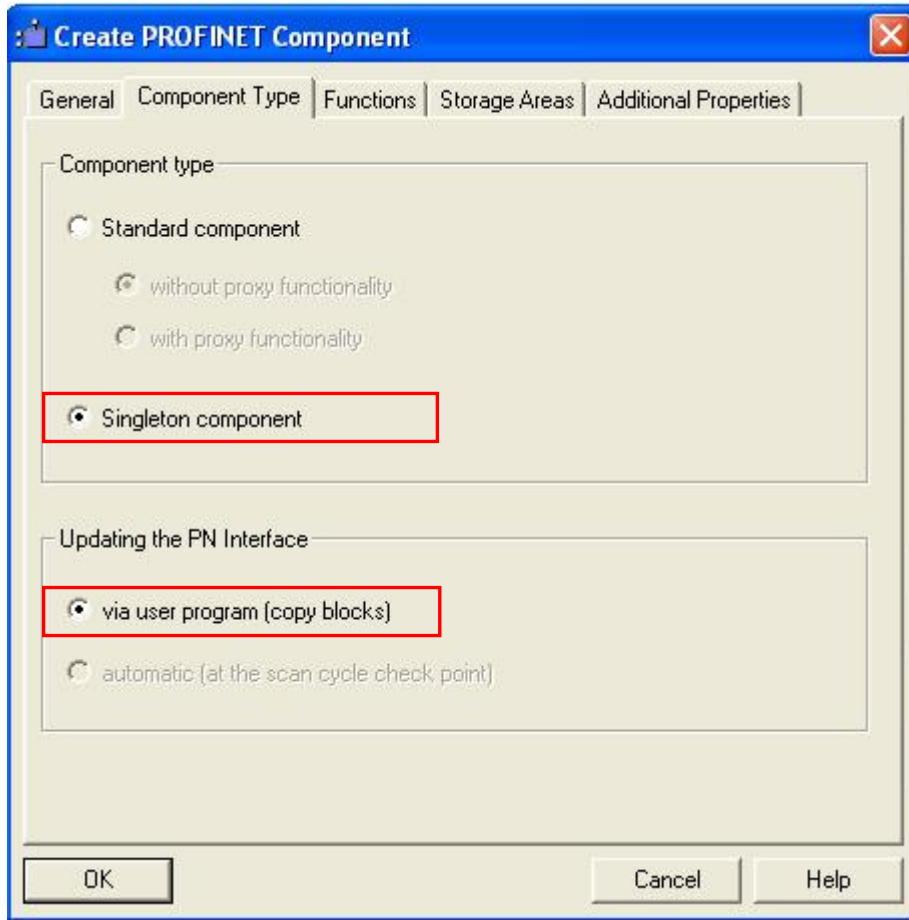 Create PROFINET Component
General Component Type Functions Storage Areas Additional Properties
Component type
Standard component
without proxy functionality
with proxy functionality
Singleton component
Updating the PN Interface
via user program (copy blocks)
automatic (at the scan cycle check point)
OK Cancel Help